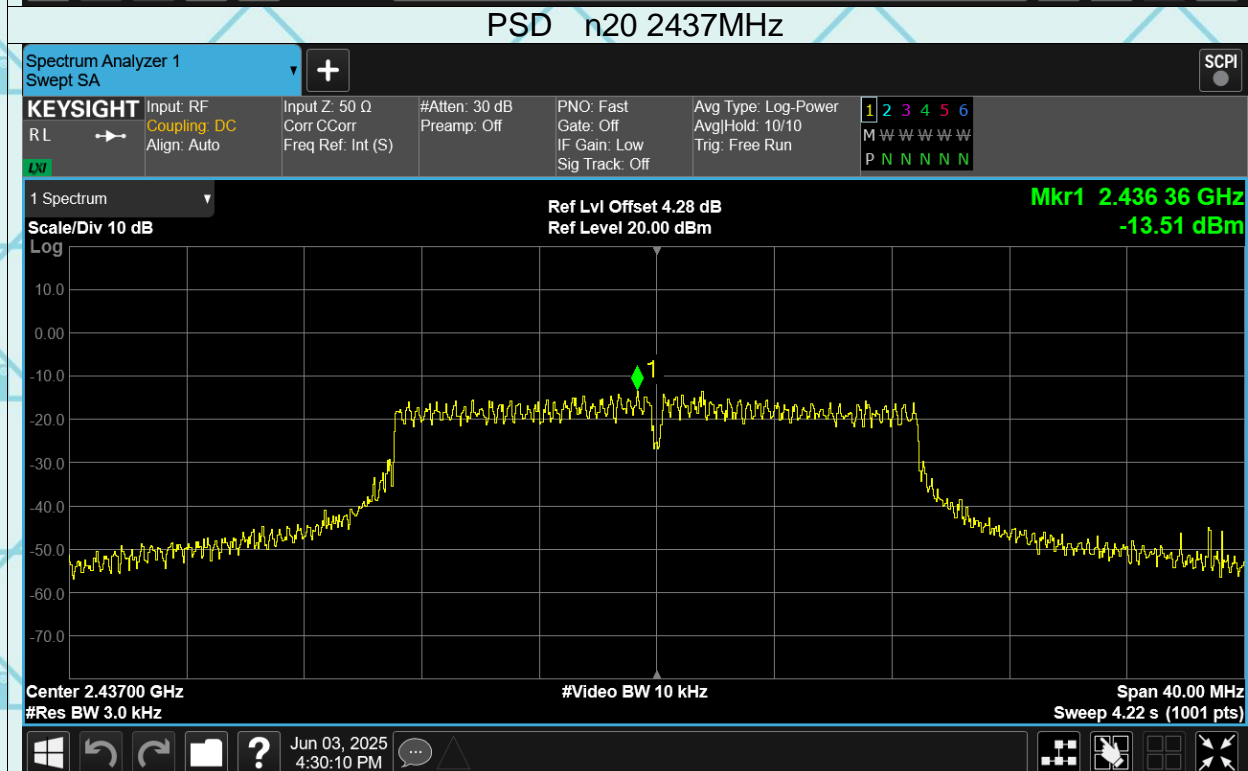 PSD n20 2437MHz
Spectrum Analyzer 1
Swept SA
SCPI
KEYSIGHT
R L
LXI
Input: RF
Coupling: DC
Align: Auto
Input Z: 50 Ω
Corr CCorr
Freq Ref: Int (S)
#Atten: 30 dB
Preamp: Off
PNO: Fast
Gate: Off
IF Gain: Low
Sig Track: Off
Avg Type: Log-Power
Avg|Hold: 10/10
Trig: Free Run
1 2 3 4 5 6
M W W W W W
P N N N N N
1 Spectrum
Scale/Div 10 dB
Log
Ref Lvl Offset 4.28 dB
Ref Level 20.00 dBm
Mkr1 2.436 36 GHz
-13.51 dBm
10.0
0.00
-10.0
-20.0
-30.0
-40.0
-50.0
-60.0
-70.0
1
Center 2.43700 GHz
#Res BW 3.0 kHz
#Video BW 10 kHz
Span 40.00 MHz
Sweep 4.22 s (1001 pts)
?
Jun 03, 2025
4:30:10 PM